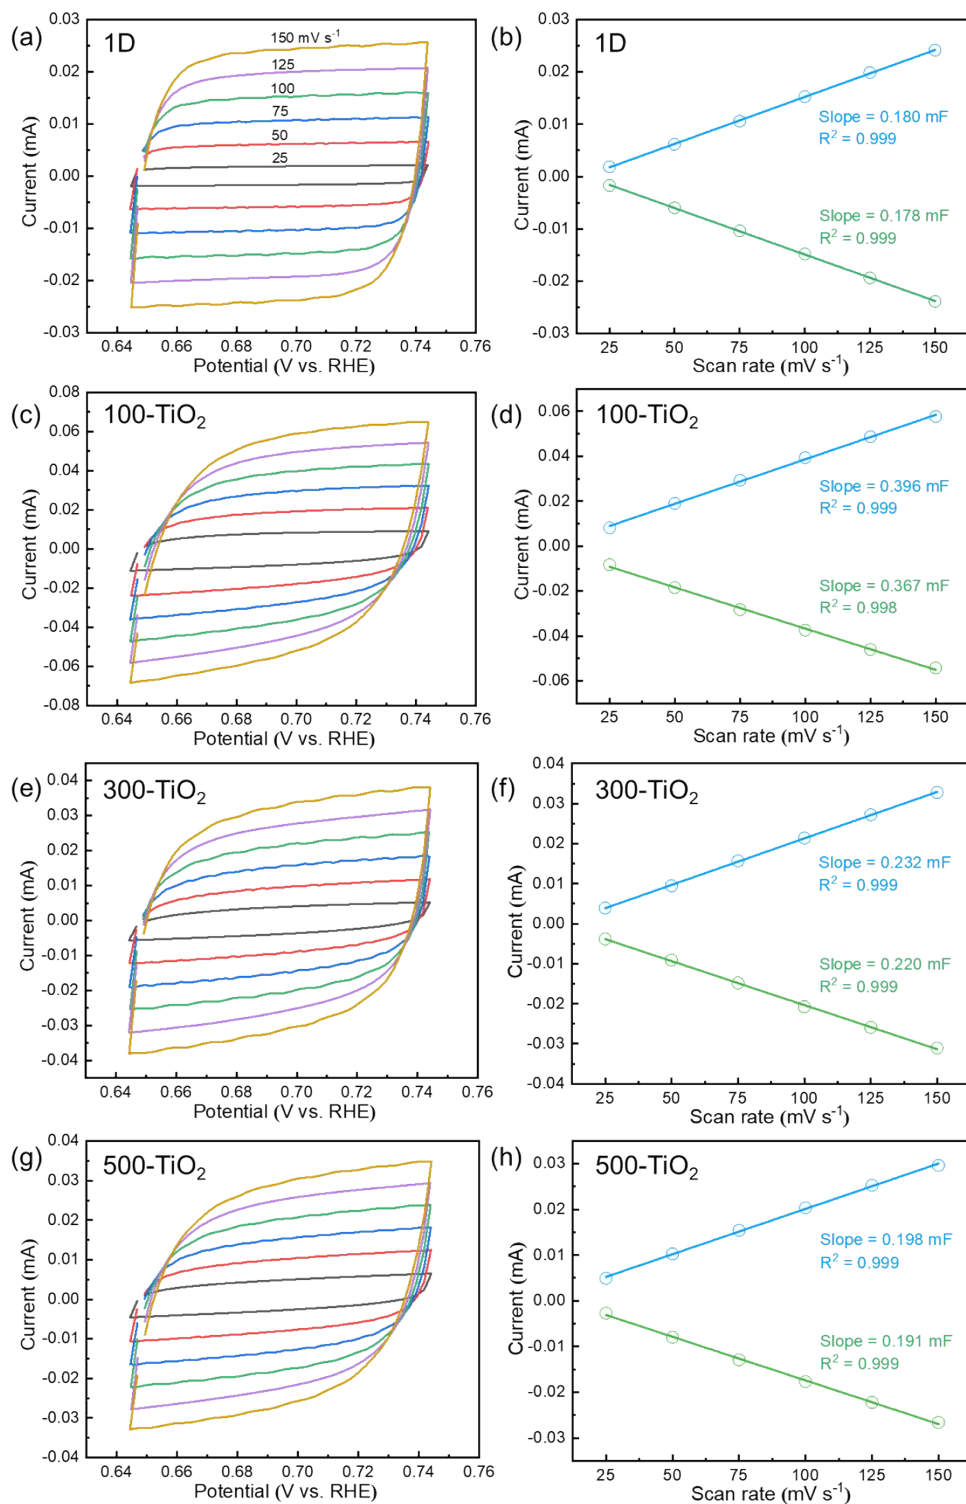 (a) 1D
0.03
0.02
0.01
0.00
-0.01
-0.02
-0.03
Current (mA)
150 mV s⁻¹
125
100
75
50
25
0.64 0.66 0.68 0.70 0.72 0.74 0.76
Potential (V vs. RHE)
(b) 1D
0.03
0.02
0.01
0.00
-0.01
-0.02
-0.03
Current (mA)
Slope = 0.180 mF
R² = 0.999
Slope = 0.178 mF
R² = 0.999
25 50 75 100 125 150
Scan rate (mV s⁻¹)
(c) 100-TiO₂
0.08
0.06
0.04
0.02
0.00
-0.02
-0.04
-0.06
-0.08
Current (mA)
0.64 0.66 0.68 0.70 0.72 0.74 0.76
Potential (V vs. RHE)
(d) 100-TiO₂
0.06
0.04
0.02
0.00
-0.02
-0.04
-0.06
Current (mA)
Slope = 0.396 mF
R² = 0.999
Slope = 0.367 mF
R² = 0.998
25 50 75 100 125 150
Scan rate (mV s⁻¹)
(e) 300-TiO₂
0.04
0.03
0.02
0.01
0.00
-0.01
-0.02
-0.03
-0.04
Current (mA)
0.64 0.66 0.68 0.70 0.72 0.74 0.76
Potential (V vs. RHE)
(f) 300-TiO₂
0.04
0.03
0.02
0.01
0.00
-0.01
-0.02
-0.03
-0.04
Current (mA)
Slope = 0.232 mF
R² = 0.999
Slope = 0.220 mF
R² = 0.999
25 50 75 100 125 150
Scan rate (mV s⁻¹)
(g) 500-TiO₂
0.04
0.03
0.02
0.01
0.00
-0.01
-0.02
-0.03
-0.04
Current (mA)
0.64 0.66 0.68 0.70 0.72 0.74 0.76
Potential (V vs. RHE)
(h) 500-TiO₂
0.03
0.02
0.01
0.00
-0.01
-0.02
-0.03
Current (mA)
Slope = 0.198 mF
R² = 0.999
Slope = 0.191 mF
R² = 0.999
25 50 75 100 125 150
Scan rate (mV s⁻¹)